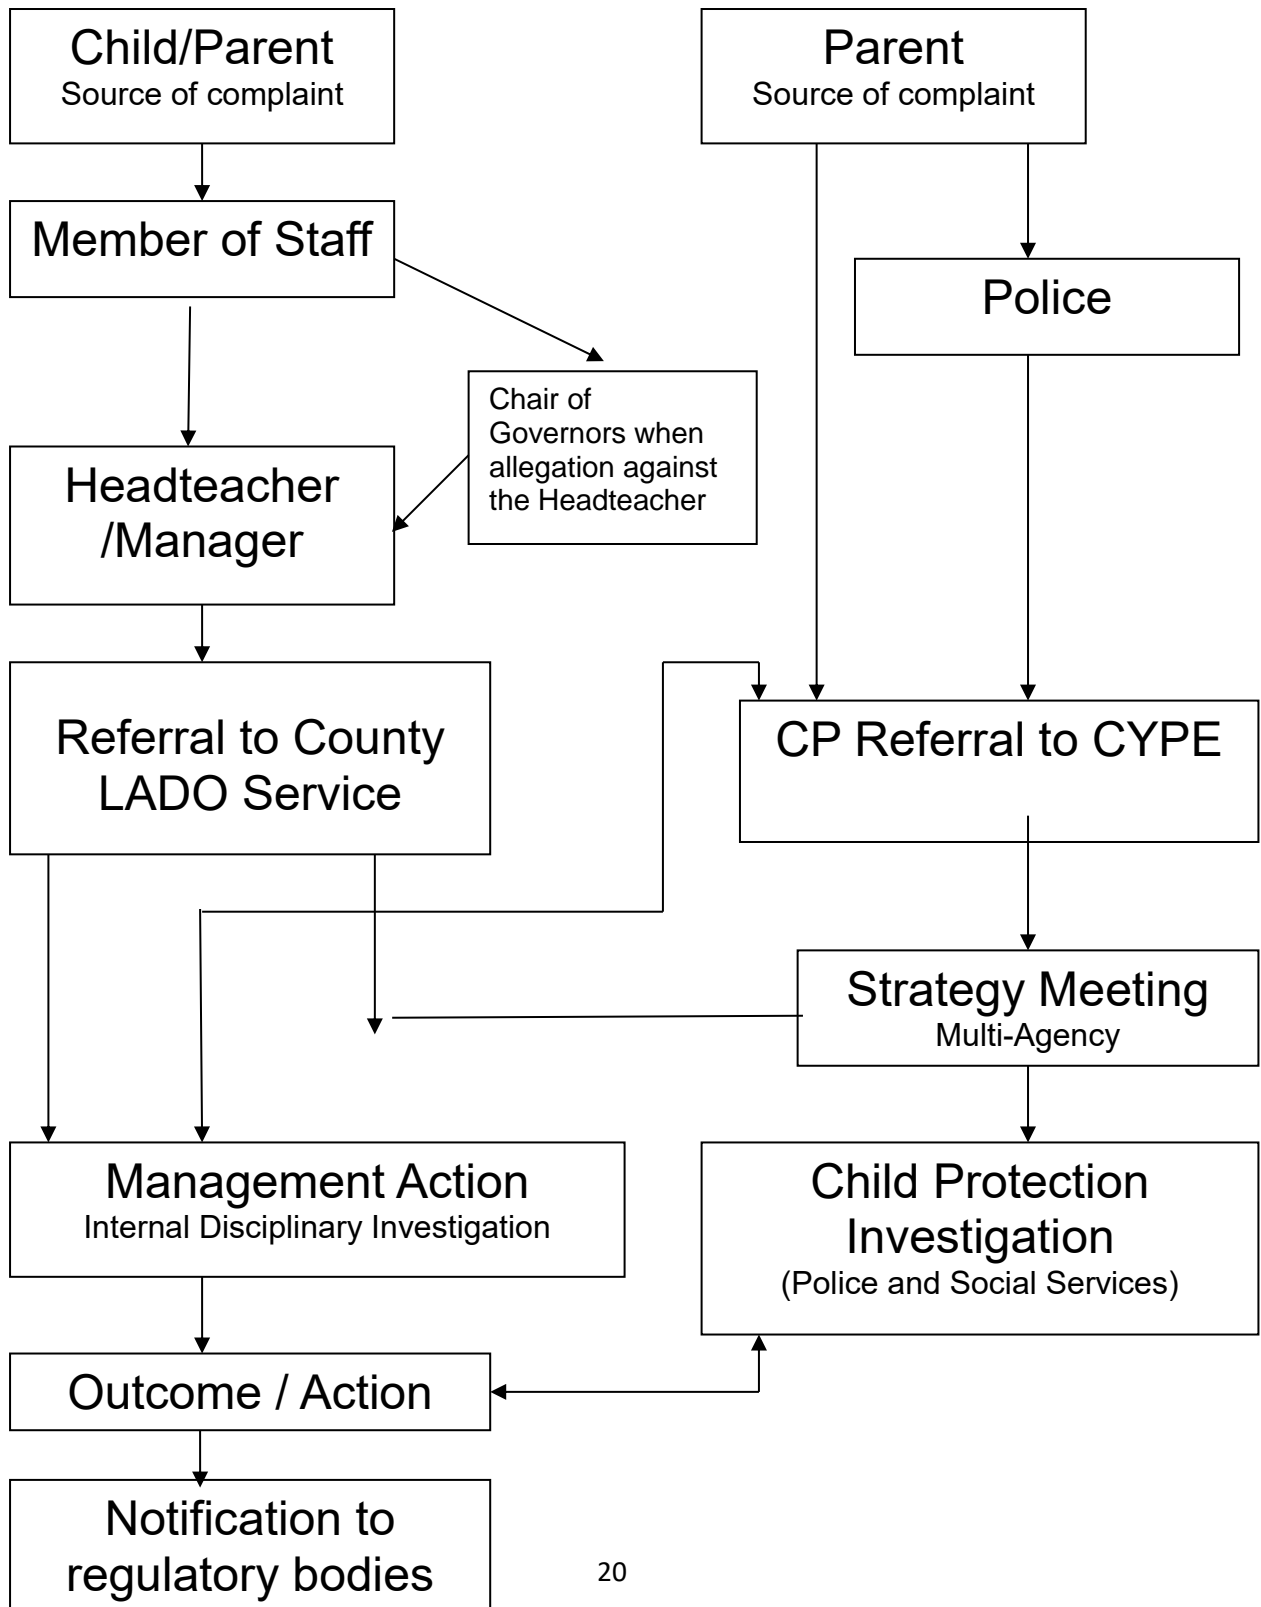 Child/Parent
Source of complaint
Parent
Source of complaint
Member of Staff
Police
Chair of
Governors when
allegation against
the Headteacher
Headteacher
/Manager
Referral to County
LADO Service
CP Referral to CYPE
Strategy Meeting
Multi-Agency
Management Action
Internal Disciplinary Investigation
Child Protection
Investigation
(Police and Social Services)
Outcome / Action
Notification to
regulatory bodies
20